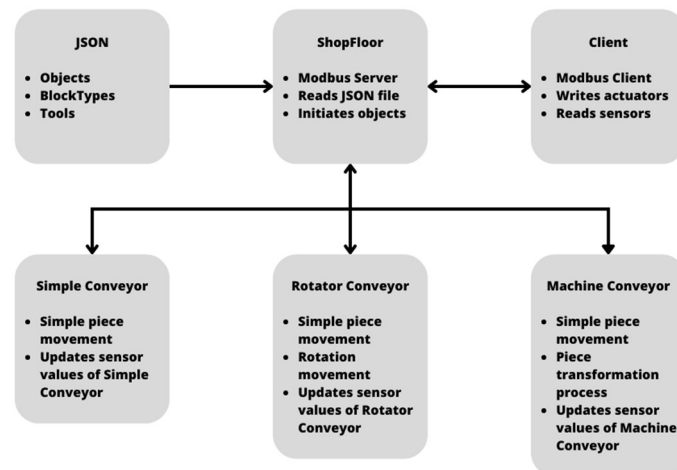 JSON
• Objects
• BlockTypes
• Tools
ShopFloor
• Modbus Server
• Reads JSON file
• Initiates objects
Client
• Modbus Client
• Writes actuators
• Reads sensors
Simple Conveyor
• Simple piece
movement
• Updates sensor
values of Simple
Conveyor
Rotator Conveyor
• Simple piece
movement
• Rotation
movement
• Updates sensor
values of Rotator
Conveyor
Machine Conveyor
• Simple piece
movement
• Piece
transformation
process
• Updates sensor
values of Machine
Conveyor